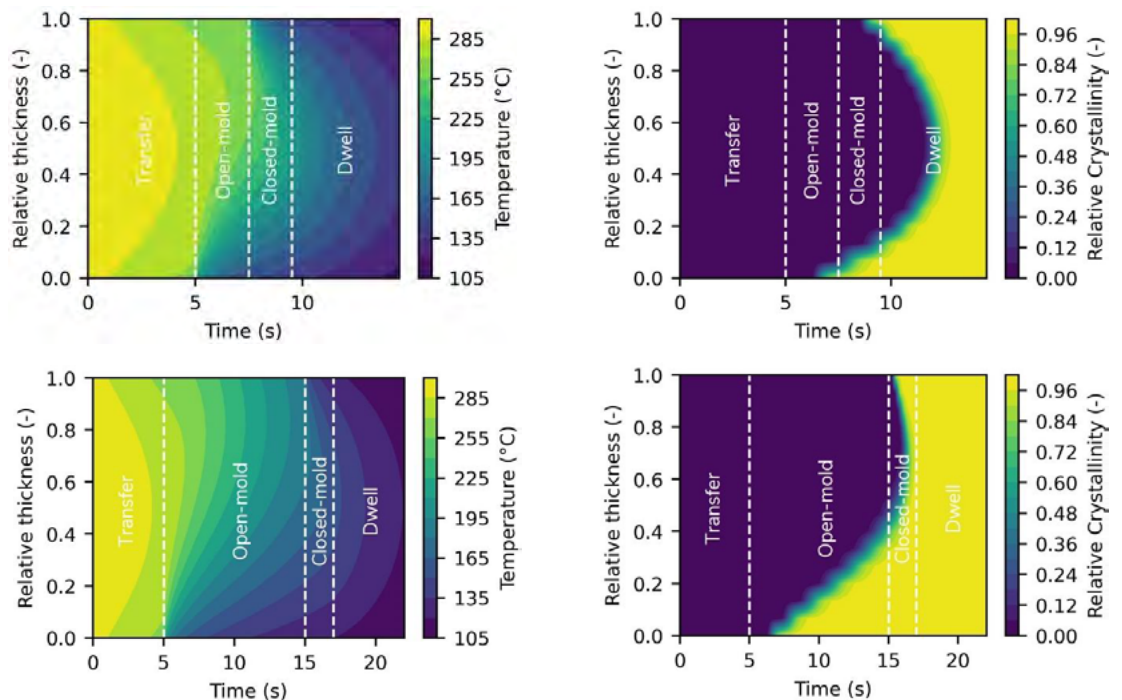 1.0
0.8
0.6
0.4
0.2
0.0
Relative thickness (-)
Transfer
Open-mold
Closed-mold
Dwell
0
5
10
Time (s)
285
255
225
195
165
135
105
Temperature (°C)
1.0
0.8
0.6
0.4
0.2
0.0
Relative thickness (-)
Transfer
Open-mold
Closed-mold
Dwell
0
5
10
Time (s)
0.96
0.84
0.72
0.60
0.48
0.36
0.24
0.12
0.00
Relative Crystallinity (-)
1.0
0.8
0.6
0.4
0.2
0.0
Relative thickness (-)
Transfer
Open-mold
Closed-mold
Dwell
0
5
10
15
20
Time (s)
285
255
225
195
165
135
105
Temperature (°C)
1.0
0.8
0.6
0.4
0.2
0.0
Relative thickness (-)
Transfer
Open-mold
Closed-mold
Dwell
0
5
10
15
20
Time (s)
0.96
0.84
0.72
0.60
0.48
0.36
0.24
0.12
0.00
Relative Crystallinity (-)